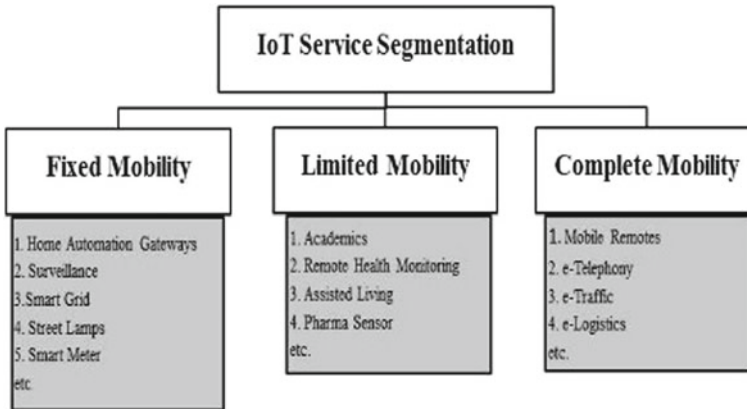 IoT Service Segmentation
Fixed Mobility
1. Home Automation Gateways
2. Surveillance
3.Smart Grid
4. Street Lamps
5. Smart Meter
etc.
Limited Mobility
1. Academics
2. Remote Health Monitoring
3. Assisted Living
4. Pharma Sensor
etc.
Complete Mobility
1. Mobile Remotes
2. e-Telephony
3. e-Traffic
4. e-Logistics
etc.